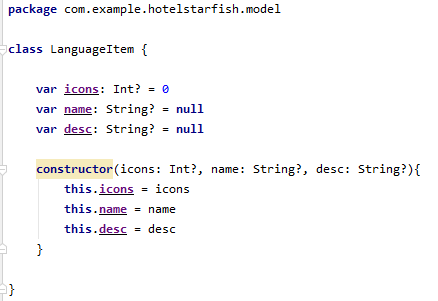 package com.example.hotelstarfish.model
class LanguageItem {
var icons: Int? = 0
var name: String? = null
var desc: String? = null
constructor(icons: Int?, name: String?, desc: String?){
this.icons = icons
this.name = name
this.desc = desc
}
}